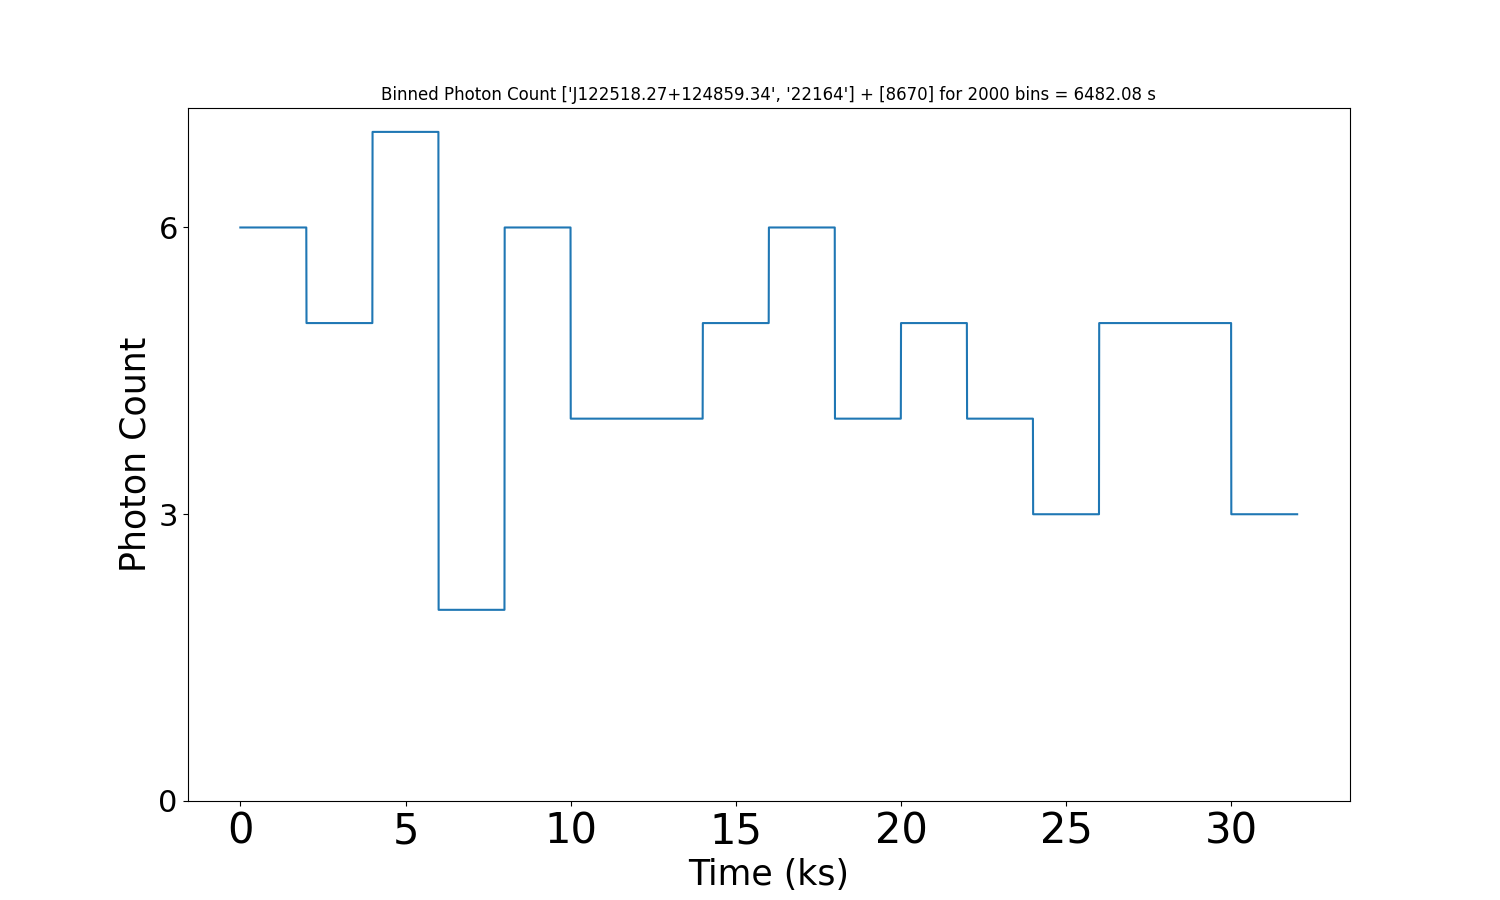 Binned Photon Count ['J122518.27+124859.34', '22164'] + [8670] for 2000 bins = 6482.08 s
6
3
0
Photon Count
0 5 10 15 20 25 30
Time (ks)